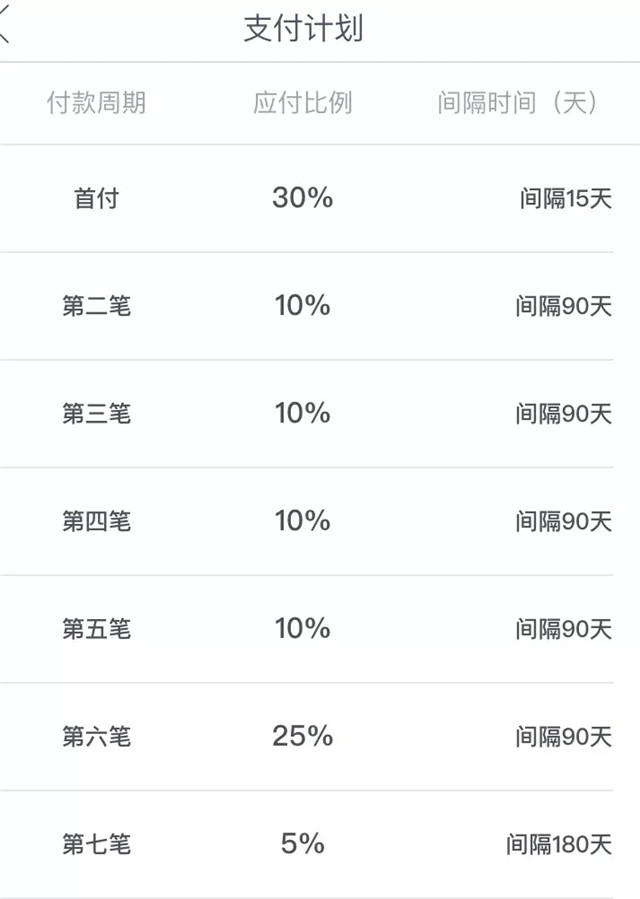 支付计划
付款周期 应付比例 间隔时间（天）
首付 30% 间隔15天
第二笔 10% 间隔90天
第三笔 10% 间隔90天
第四笔 10% 间隔90天
第五笔 10% 间隔90天
第六笔 25% 间隔90天
第七笔 5% 间隔180天